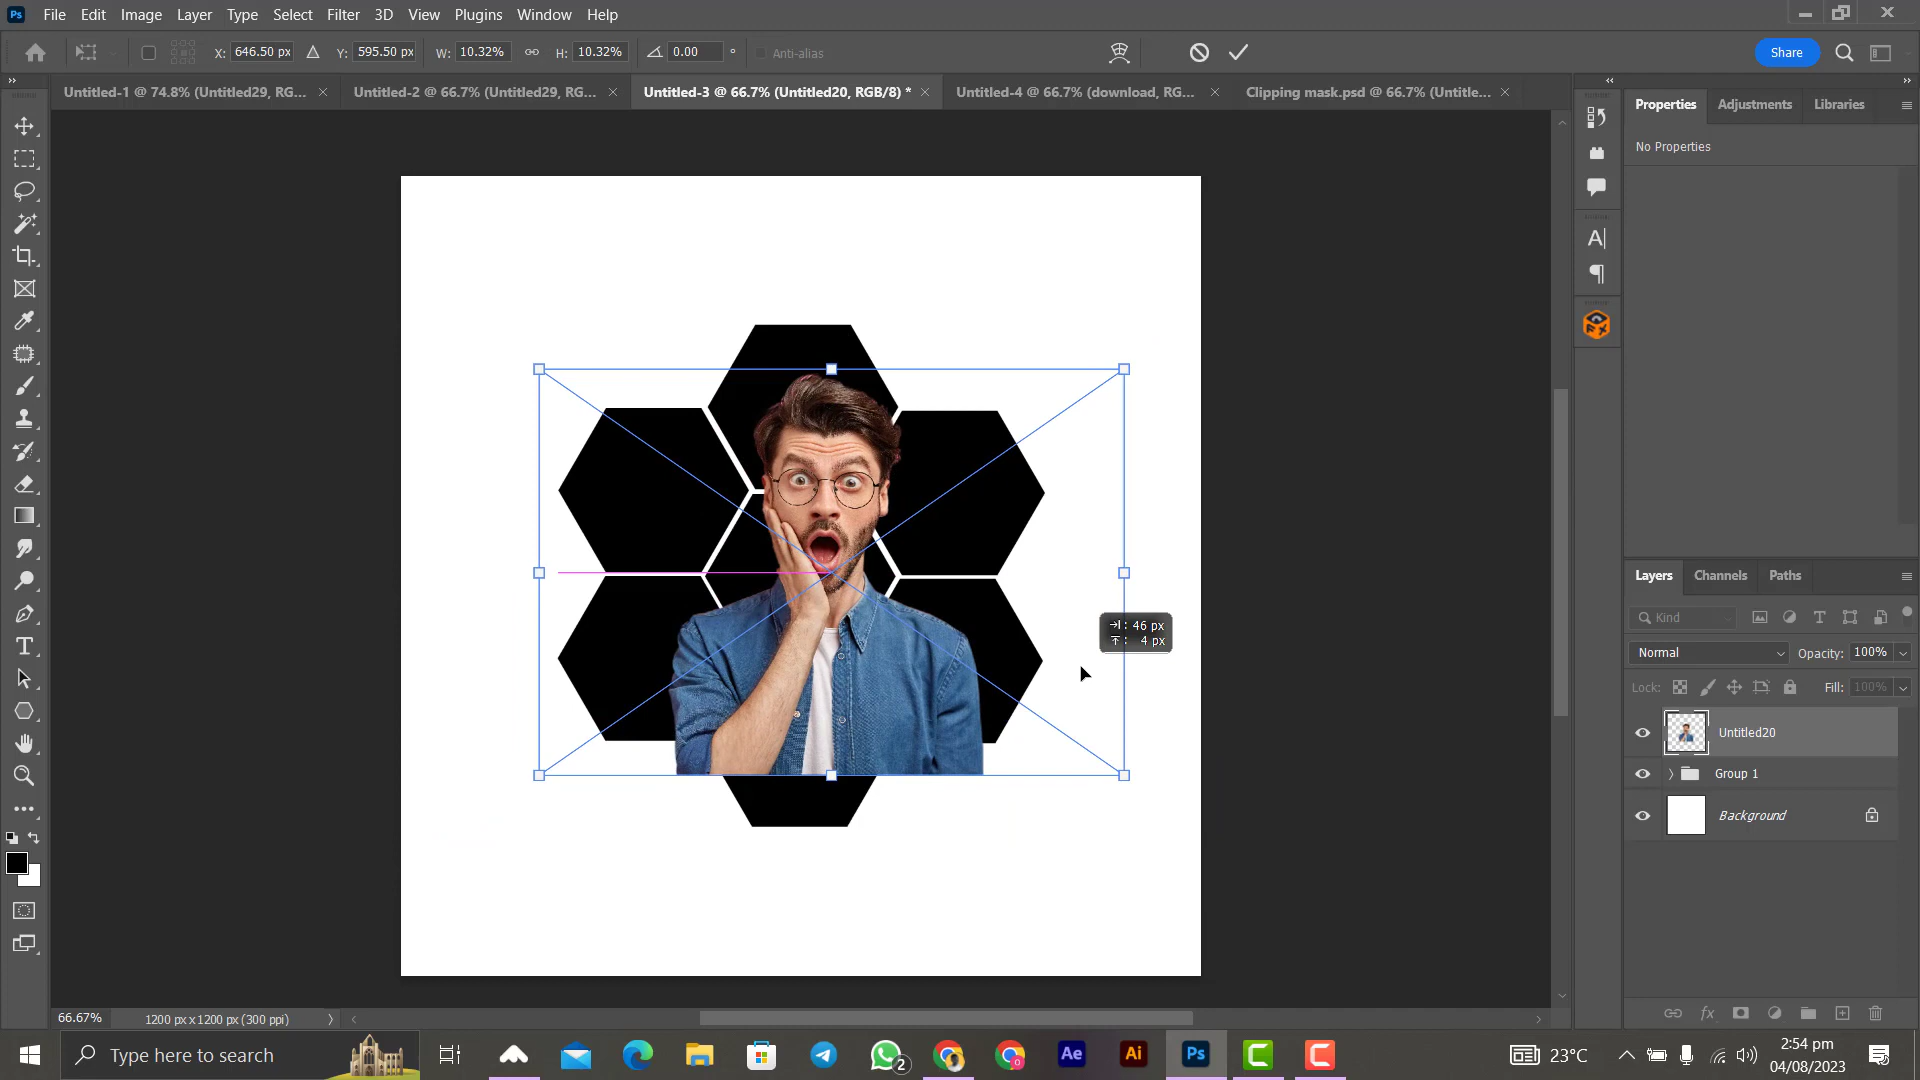 Ps File Edit Image Layer Type Select Filter 3D View Plugins Window Help
X: 646.50 px Y: 595.50 px W: 10.32% H: 10.32% 0.00 ° Anti-alias Share
Untitled-1 @ 74.8% (Untitled29, RG... × Untitled-2 @ 66.7% (Untitled29, RG... × Untitled-3 @ 66.7% (Untitled20, RGB/8) * × Untitled-4 @ 66.7% (download, RG... × Clipping mask.psd @ 66.7% (Untitle... ×
Properties Adjustments Libraries
No Properties
: 46 px
: 4 px
Layers Channels Paths
Kind
Normal Opacity: 100%
Lock: Fill: 100%
Untitled20
Group 1
Background
66.67% 1200 px x 1200 px (300 ppi)
Type here to search
2
Ae Ai Ps
23°C
2:54 pm
04/08/2023